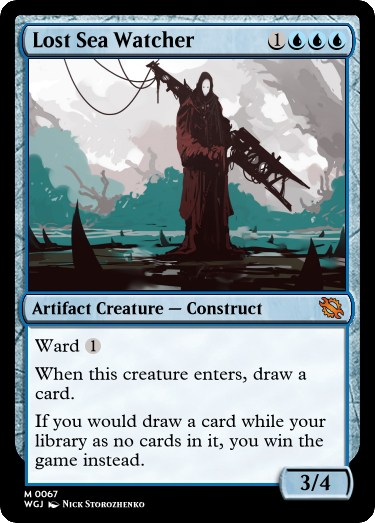 Lost Sea Watcher 1
Artifact Creature — Construct
Ward 1
When this creature enters, draw a
card.
If you would draw a card while your
library as no cards in it, you win the
game instead.
3/4
M 0067
WGJ Nick Storozhenko